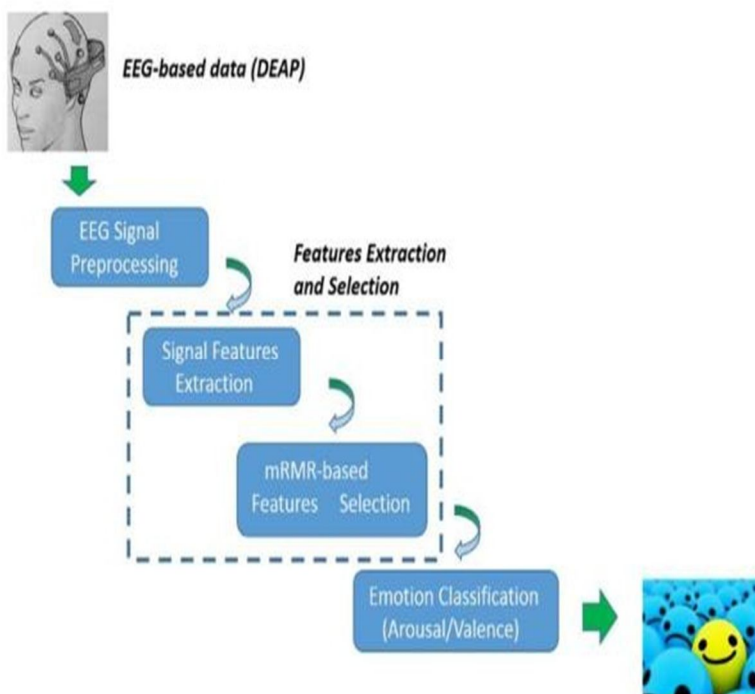 EEG-based data (DEAP)
EEG Signal
Preprocessing
Features Extraction
and Selection
Signal Features
Extraction
mRMR-based
Features Selection
Emotion Classification
(Arousal/Valence)